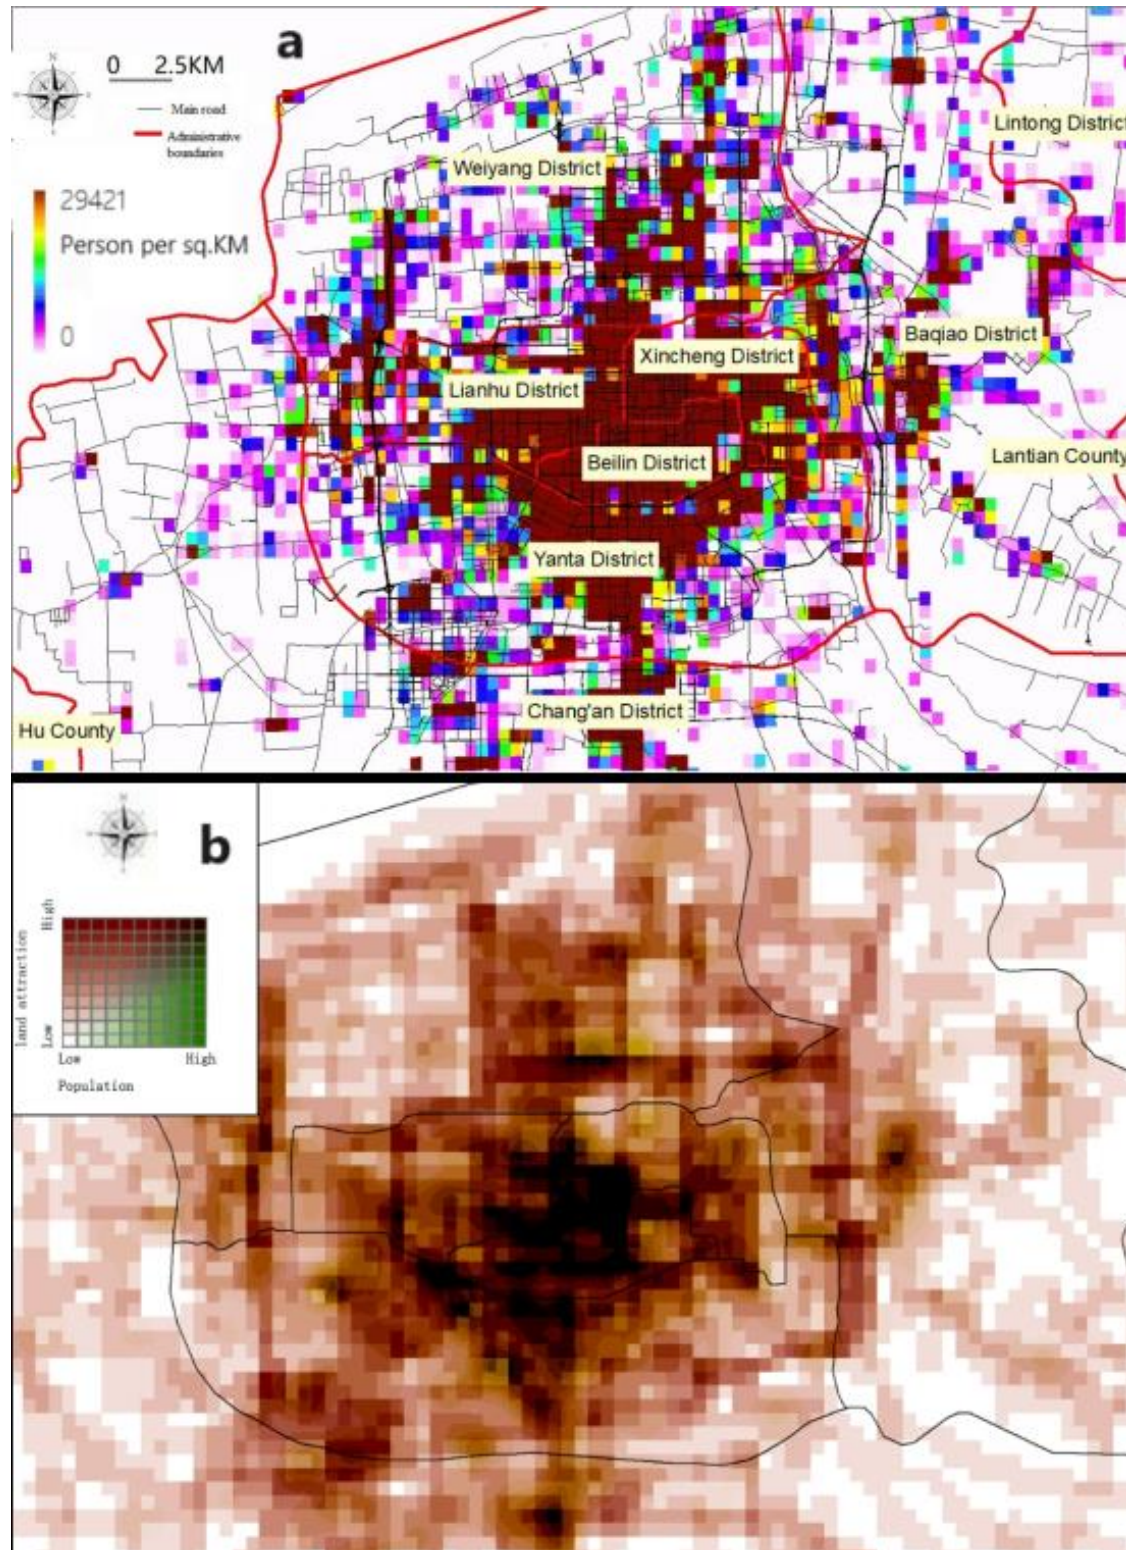 a
N
0 2.5KM
Main road
Administrative
boundaries
29421
Person per sq.KM
0
Weiyang District
Lintong District
Baqiao District
Xincheng District
Lianhu District
Beilin District
Lantian County
Yanta District
Chang'an District
Hu County
b
N
High
land attraction
Low
Low
High
Population